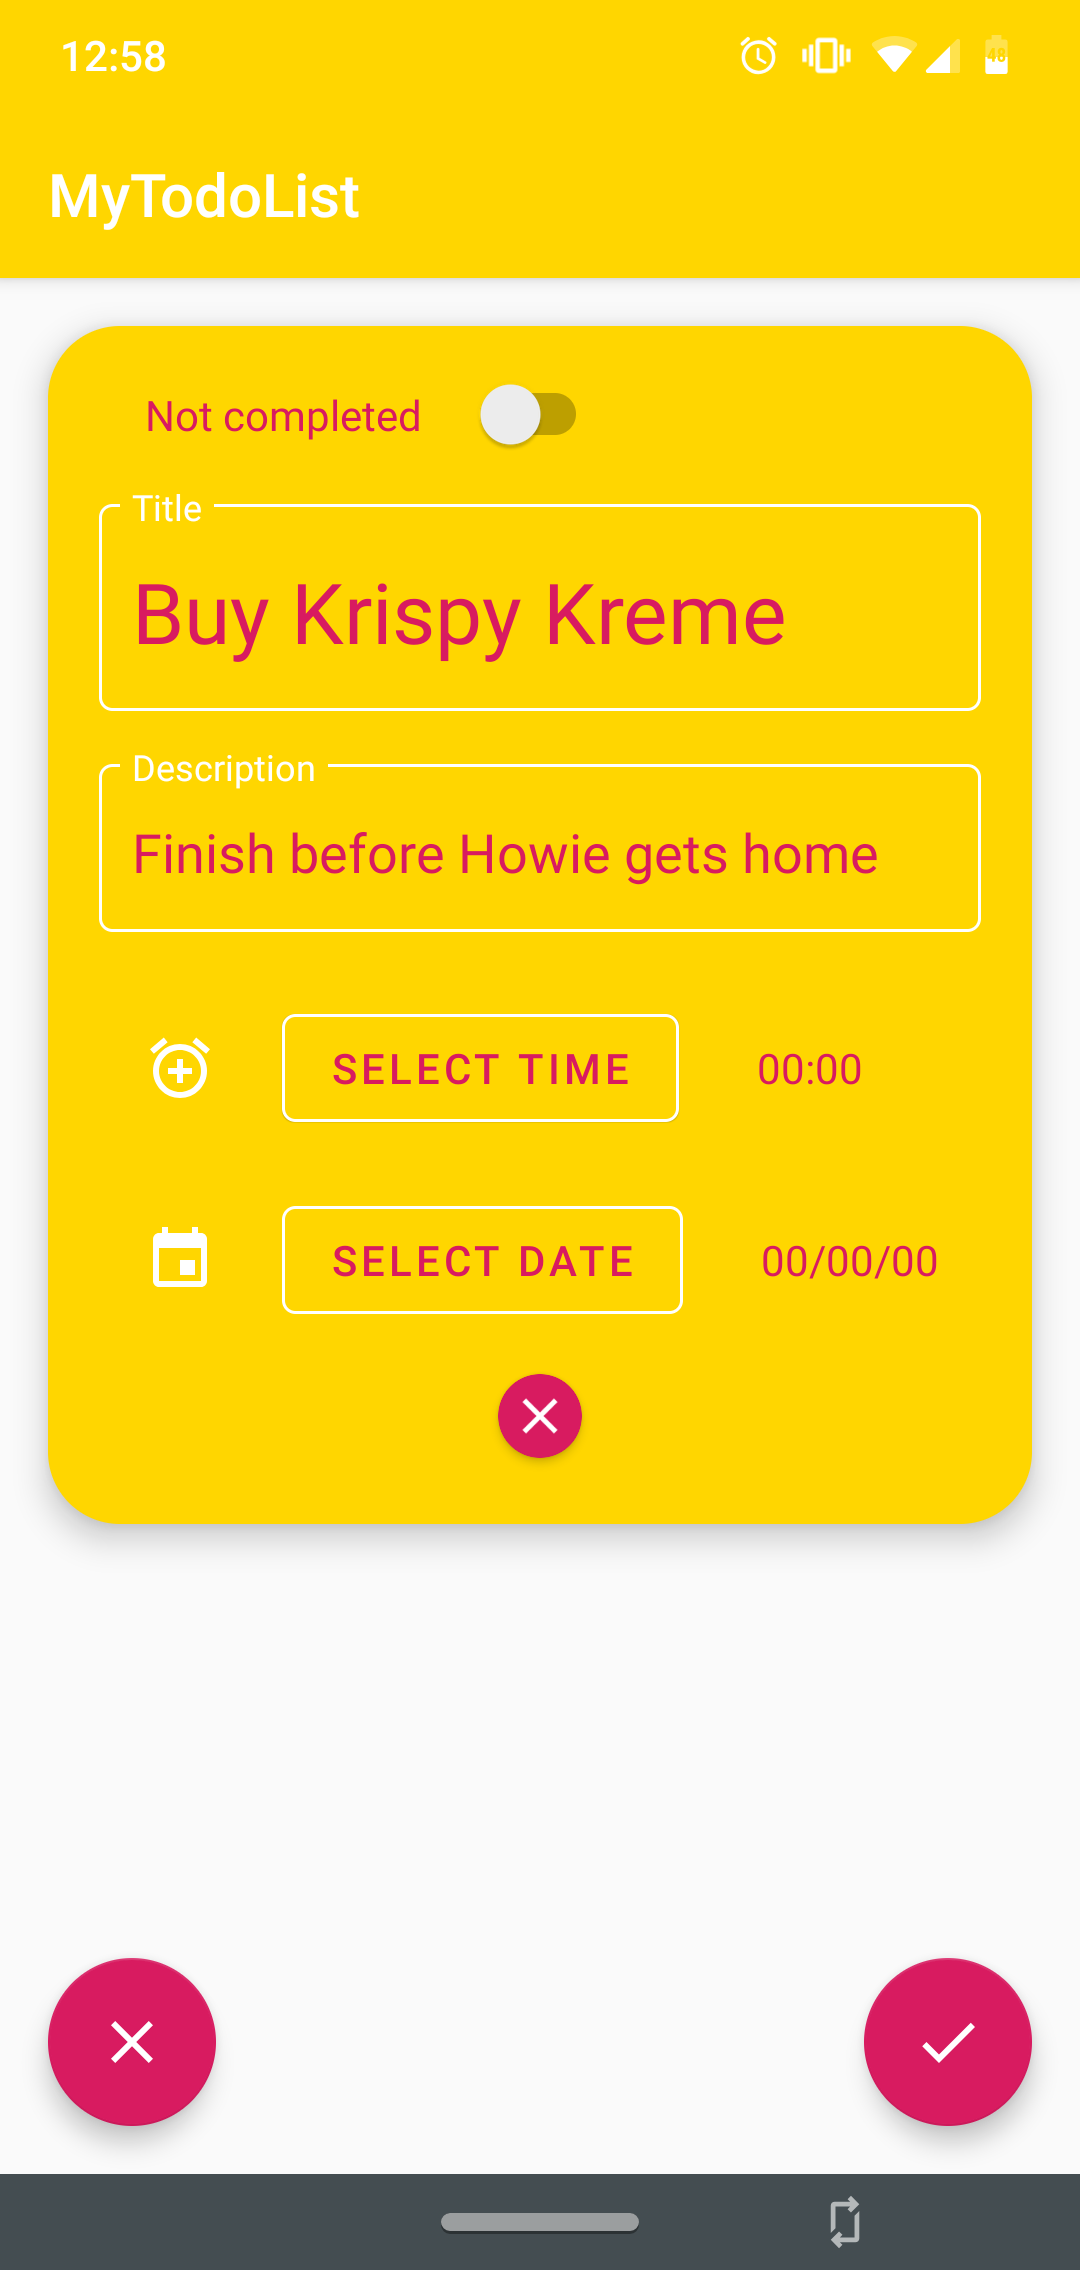 12:58
48
MyTodoList
Not completed
Title
Buy Krispy Kreme
Description
Finish before Howie gets home
SELECT TIME
00:00
SELECT DATE
00/00/00